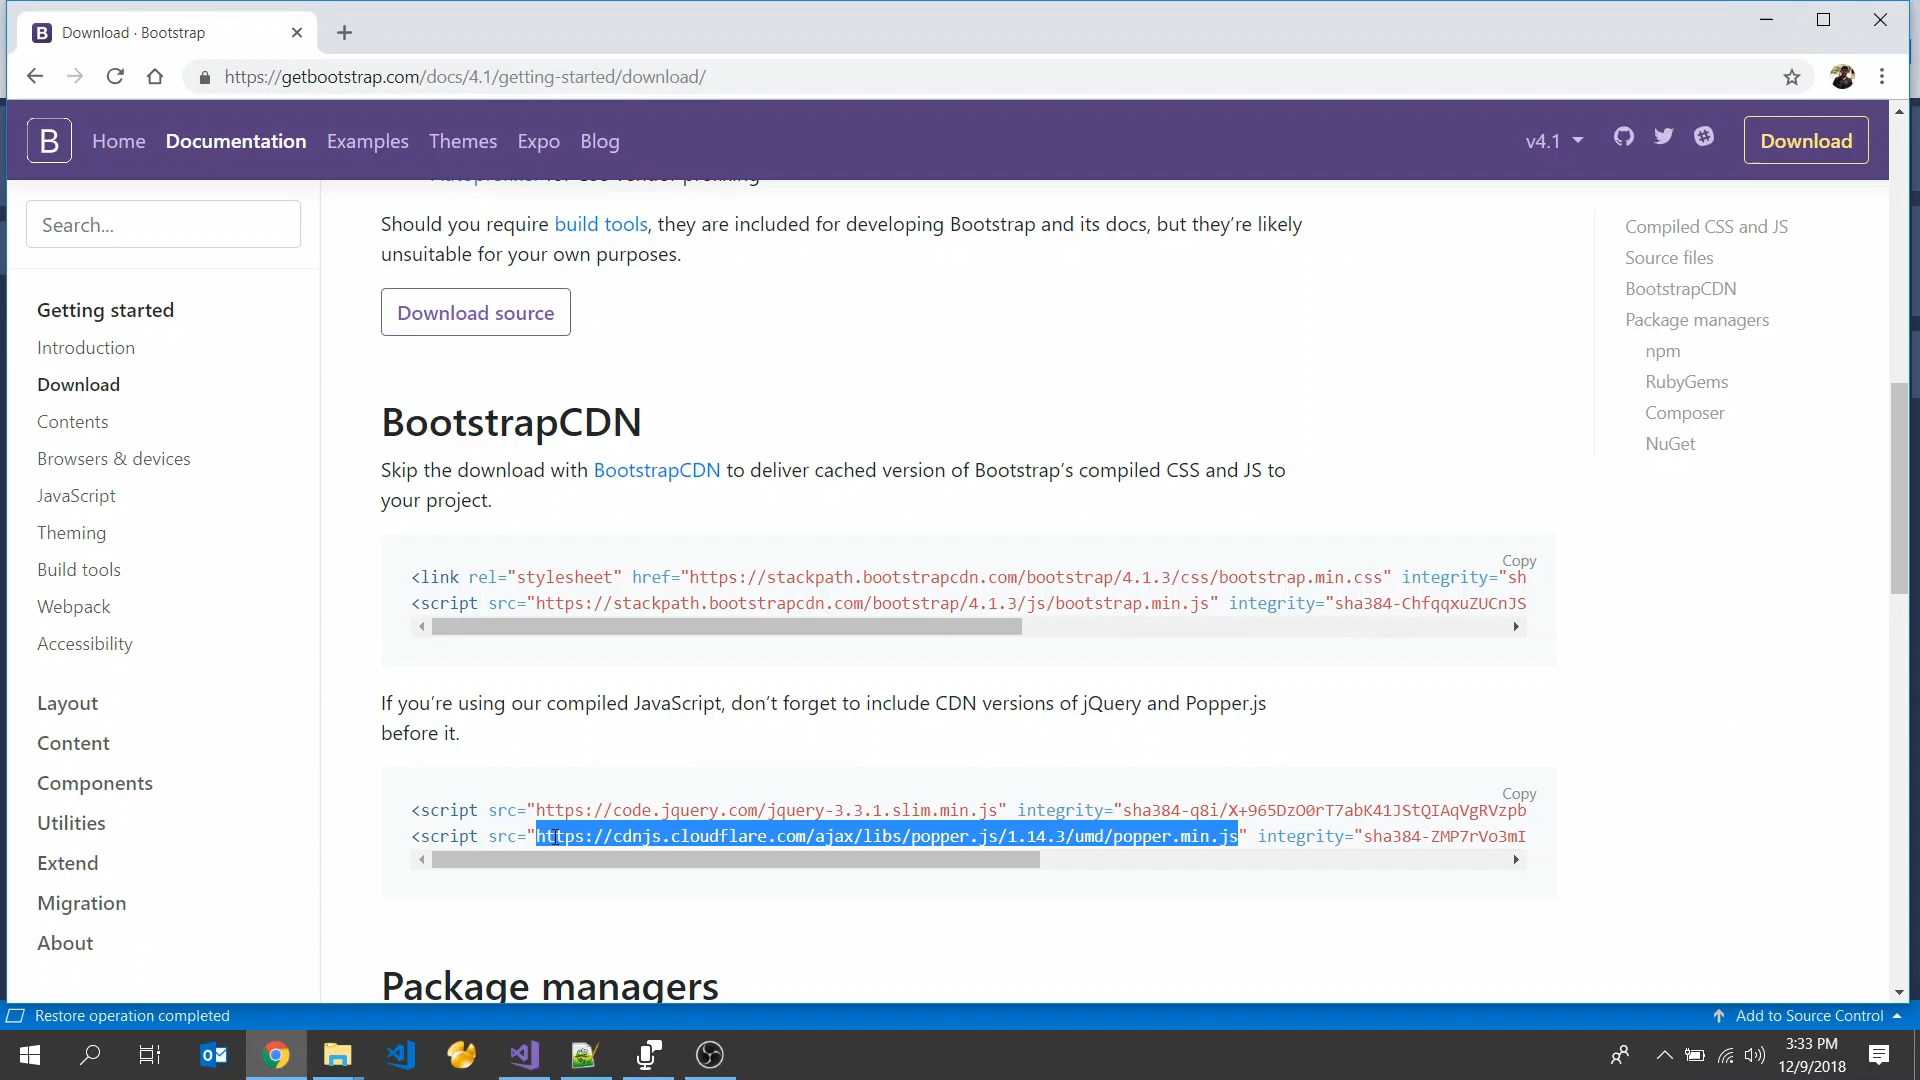 Download · Bootstrap
https://getbootstrap.com/docs/4.1/getting-started/download/
B Home Documentation Examples Themes Expo Blog v4.1 Download
Autoprefixer for CSS vendor prefixing
Search...
Getting started
Introduction
Download
Contents
Browsers & devices
JavaScript
Theming
Build tools
Webpack
Accessibility
Layout
Content
Components
Utilities
Extend
Migration
About
Should you require build tools, they are included for developing Bootstrap and its docs, but they’re likely
unsuitable for your own purposes.
Download source
BootstrapCDN
Skip the download with BootstrapCDN to deliver cached version of Bootstrap’s compiled CSS and JS to
your project.
Copy
<link rel="stylesheet" href="https://stackpath.bootstrapcdn.com/bootstrap/4.1.3/css/bootstrap.min.css" integrity="sh
<script src="https://stackpath.bootstrapcdn.com/bootstrap/4.1.3/js/bootstrap.min.js" integrity="sha384-ChfqqxuZUCnJS
If you’re using our compiled JavaScript, don’t forget to include CDN versions of jQuery and Popper.js
before it.
Copy
<script src="https://code.jquery.com/jquery-3.3.1.slim.min.js" integrity="sha384-q8i/X+965DzO0rT7abK41JStQIAqVgRVzpb
<script src="https://cdnjs.cloudflare.com/ajax/libs/popper.js/1.14.3/umd/popper.min.js" integrity="sha384-ZMP7rVo3mI
Package managers
Compiled CSS and JS
Source files
BootstrapCDN
Package managers
npm
RubyGems
Composer
NuGet
Restore operation completed
Add to Source Control
3:33 PM
12/9/2018